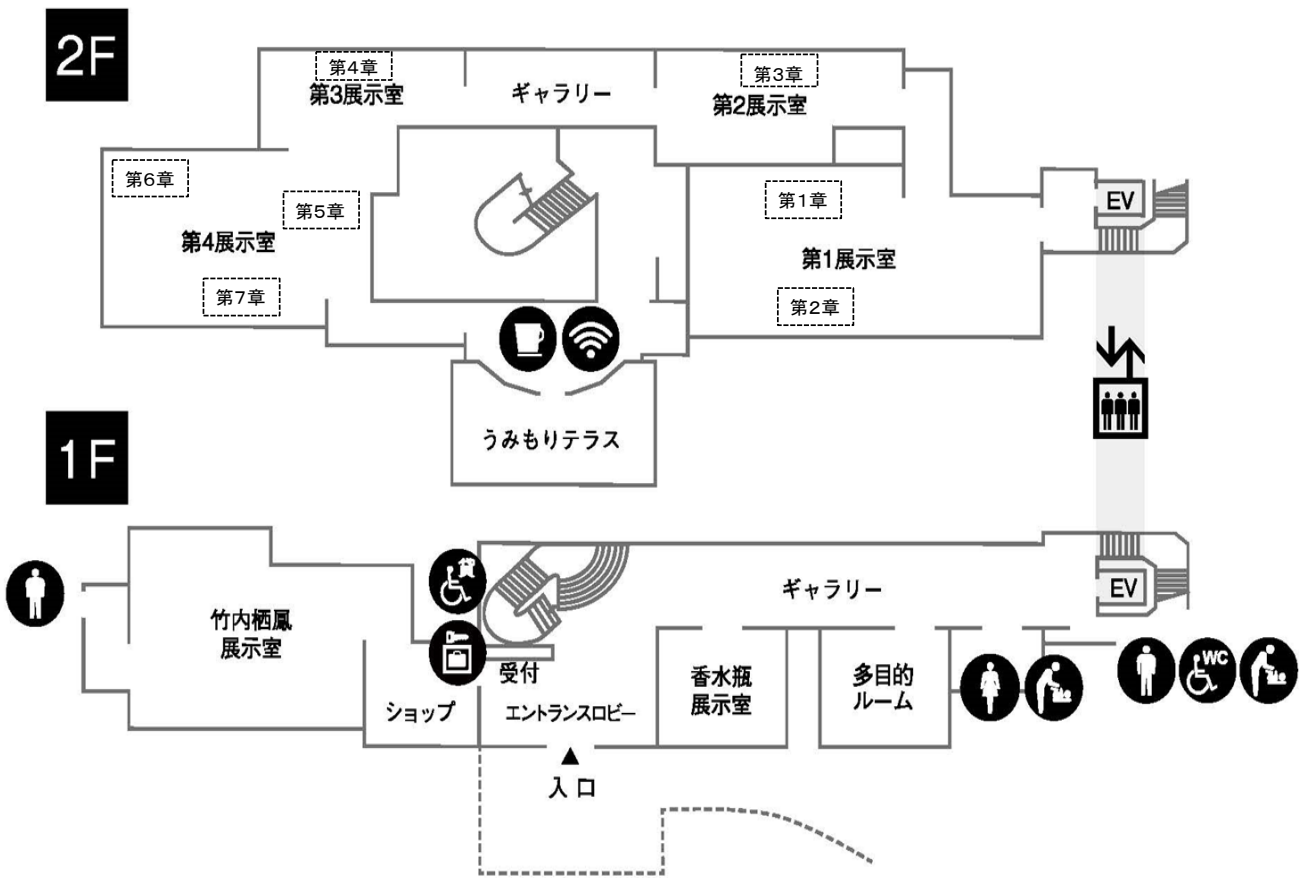 2F
第4章
第3展示室
ギャラリー
第3章
第2展示室
第6章
第5章
第4展示室
第7章
第1章
第1展示室
第2章
EV
うみもりテラス
1F
竹内栖鳳
展示室
貸
受付
ショップ
エントランスロビー
入口
ギャラリー
香水瓶
展示室
多目的
ルーム
EV
WC